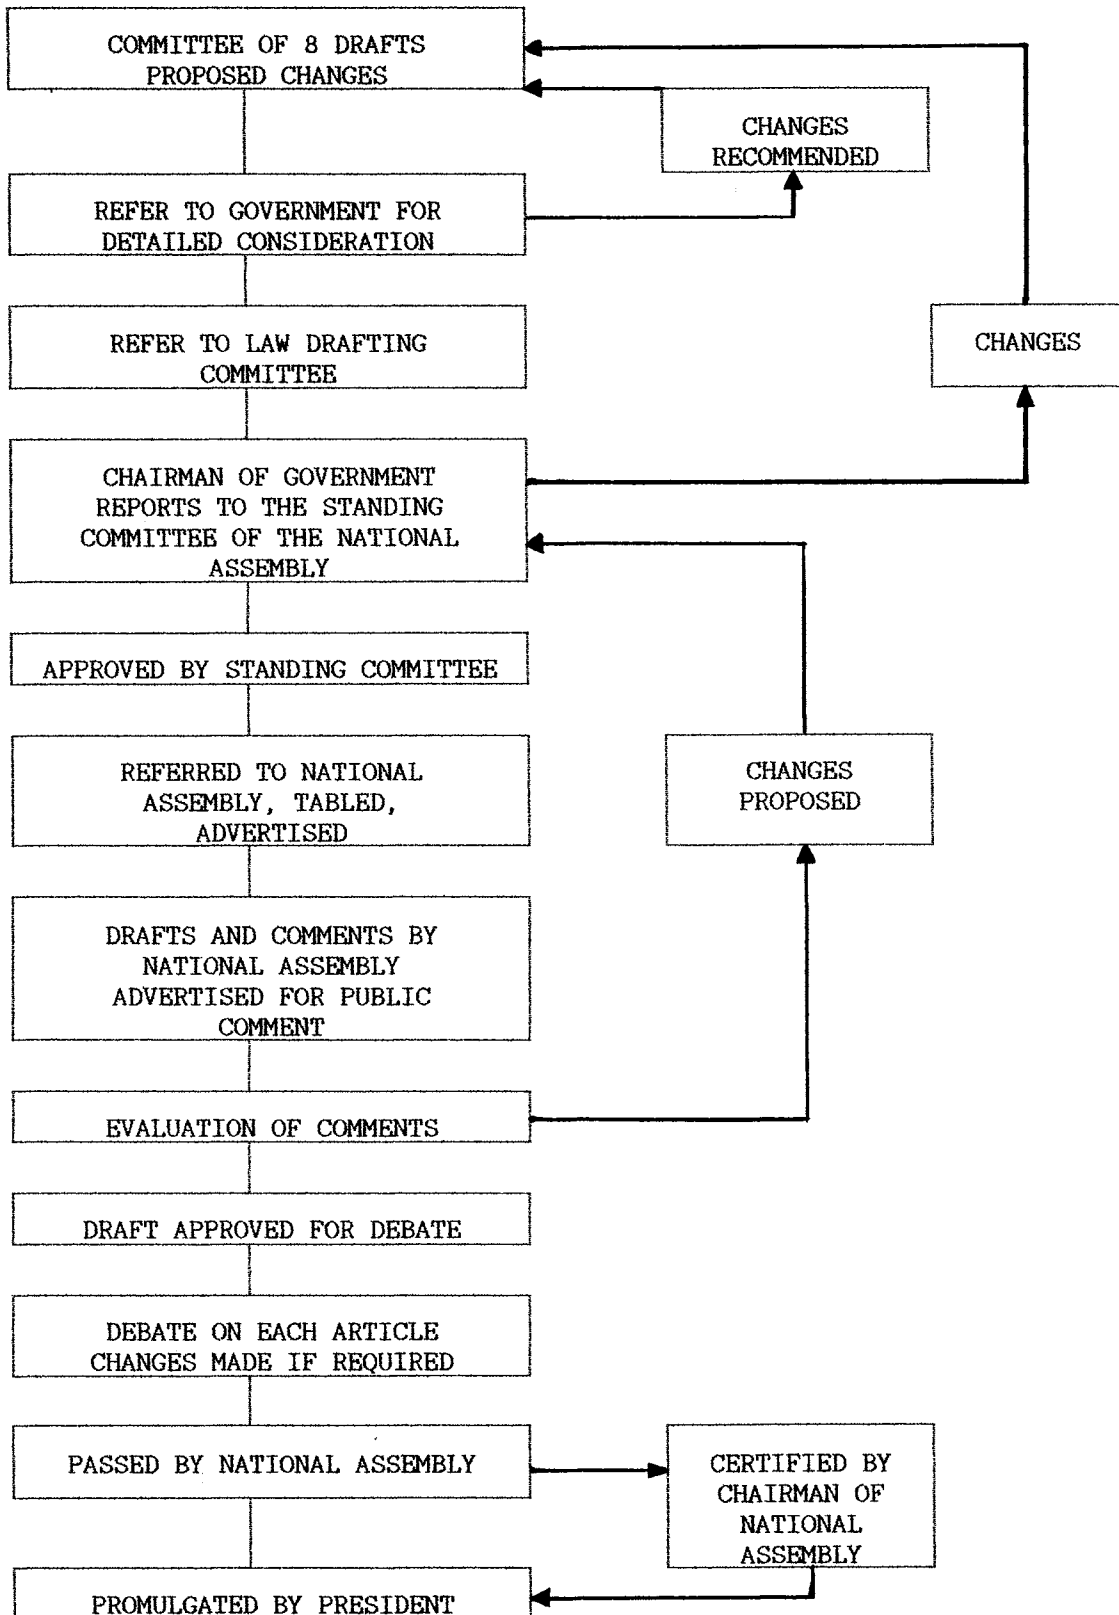 COMMITTEE OF 8 DRAFTS
PROPOSED CHANGES
CHANGES
RECOMMENDED
REFER TO GOVERNMENT FOR
DETAILED CONSIDERATION
REFER TO LAW DRAFTING
COMMITTEE
CHANGES
CHAIRMAN OF GOVERNMENT
REPORTS TO THE STANDING
COMMITTEE OF THE NATIONAL
ASSEMBLY
APPROVED BY STANDING COMMITTEE
REFERRED TO NATIONAL
ASSEMBLY, TABLED,
ADVERTISED
CHANGES
PROPOSED
DRAFTS AND COMMENTS BY
NATIONAL ASSEMBLY
ADVERTISED FOR PUBLIC
COMMENT
EVALUATION OF COMMENTS
DRAFT APPROVED FOR DEBATE
DEBATE ON EACH ARTICLE
CHANGES MADE IF REQUIRED
PASSED BY NATIONAL ASSEMBLY
CERTIFIED BY
CHAIRMAN OF
NATIONAL
ASSEMBLY
PROMULGATED BY PRESIDENT